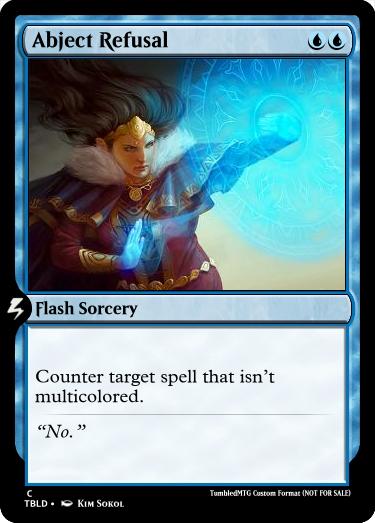 Abject Refusal
Flash Sorcery
Counter target spell that isn't
multicolored.
“No.”
C
TBLD • Kim Sokol
TumbledMTG Custom Format (NOT FOR SALE)